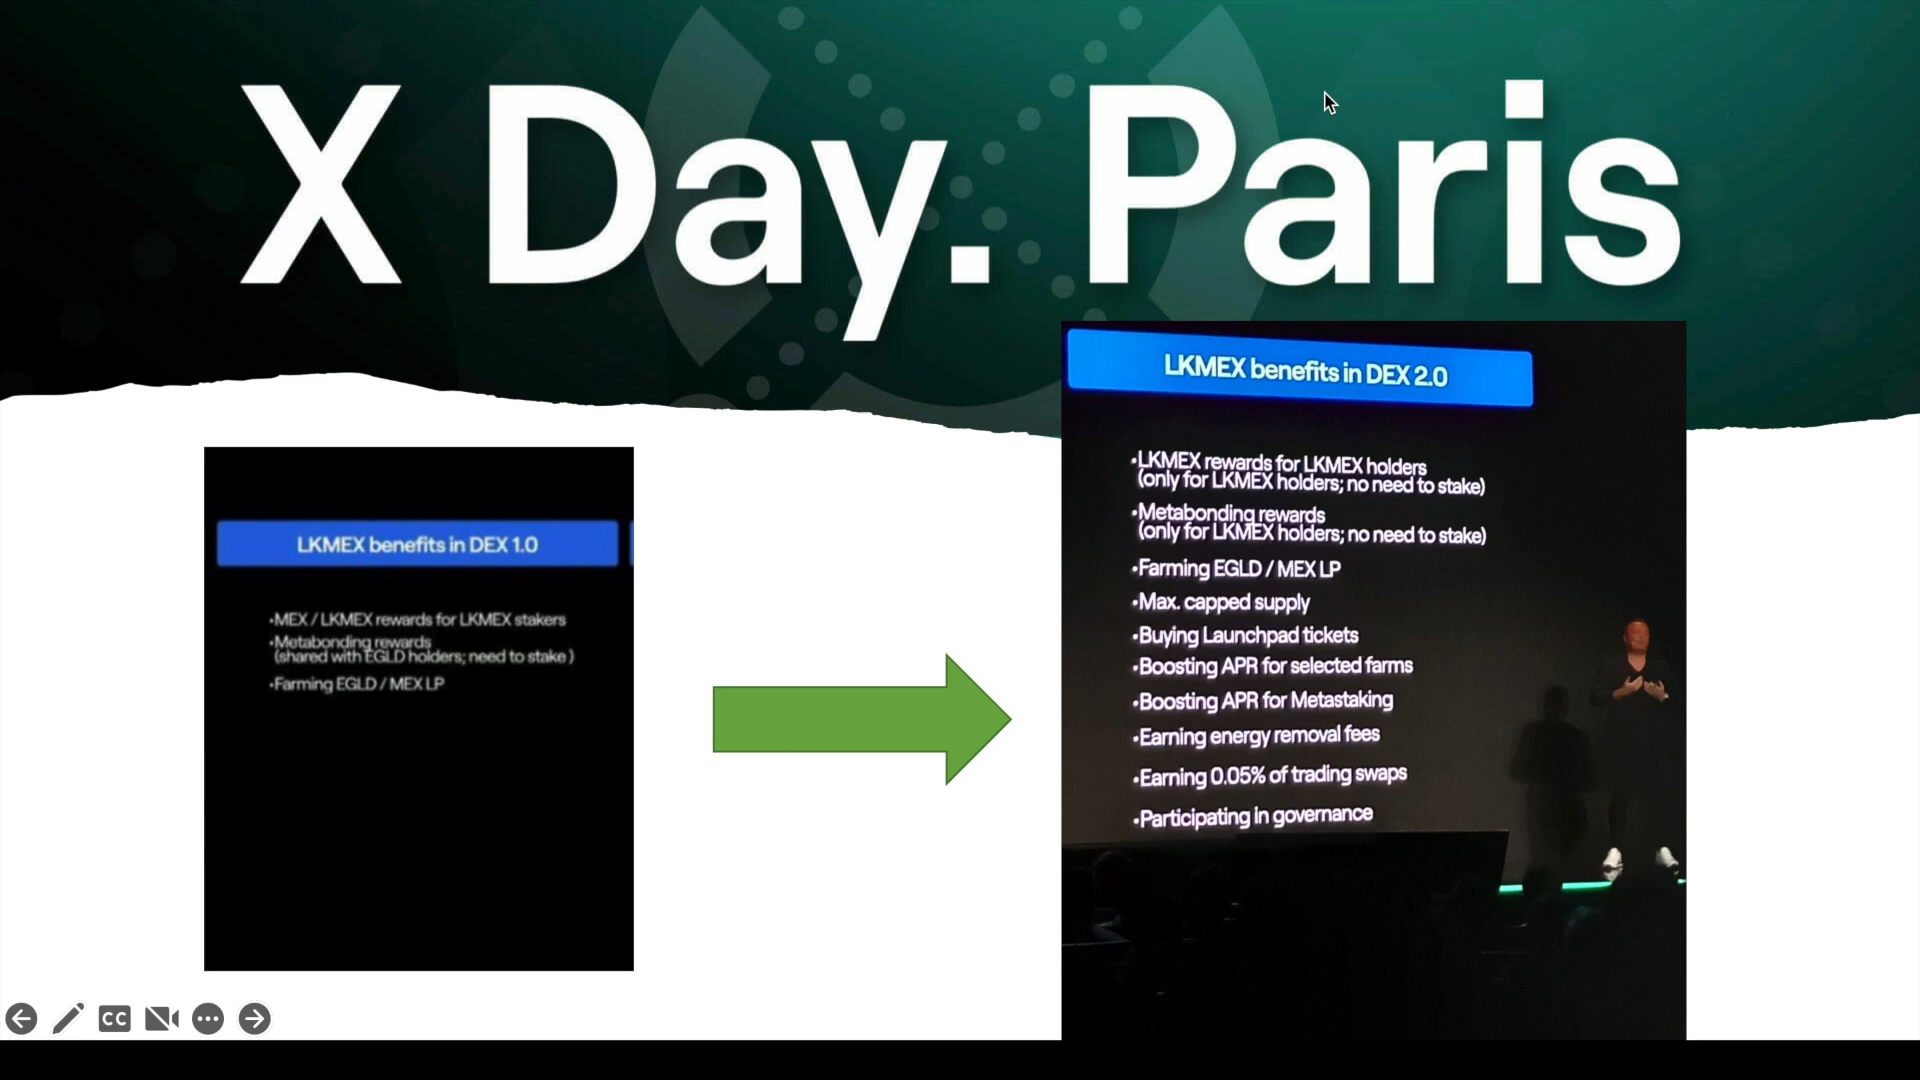 X Day. Paris
LKMEX benefits in DEX 1.0
•MEX / LKMEX rewards for LKMEX stakers
•Metabonding rewards
(shared with EGLD holders; need to stake )
•Farming EGLD / MEX LP
LKMEX benefits in DEX 2.0
•LKMEX rewards for LKMEX holders
(only for LKMEX holders; no need to stake)
•Metabonding rewards
(only for LKMEX holders; no need to stake)
•Farming EGLD / MEX LP
•Max. capped supply
•Buying Launchpad tickets
•Boosting APR for selected farms
•Boosting APR for Metastaking
•Earning energy removal fees
•Earning 0.05% of trading swaps
•Participating in governance
CC